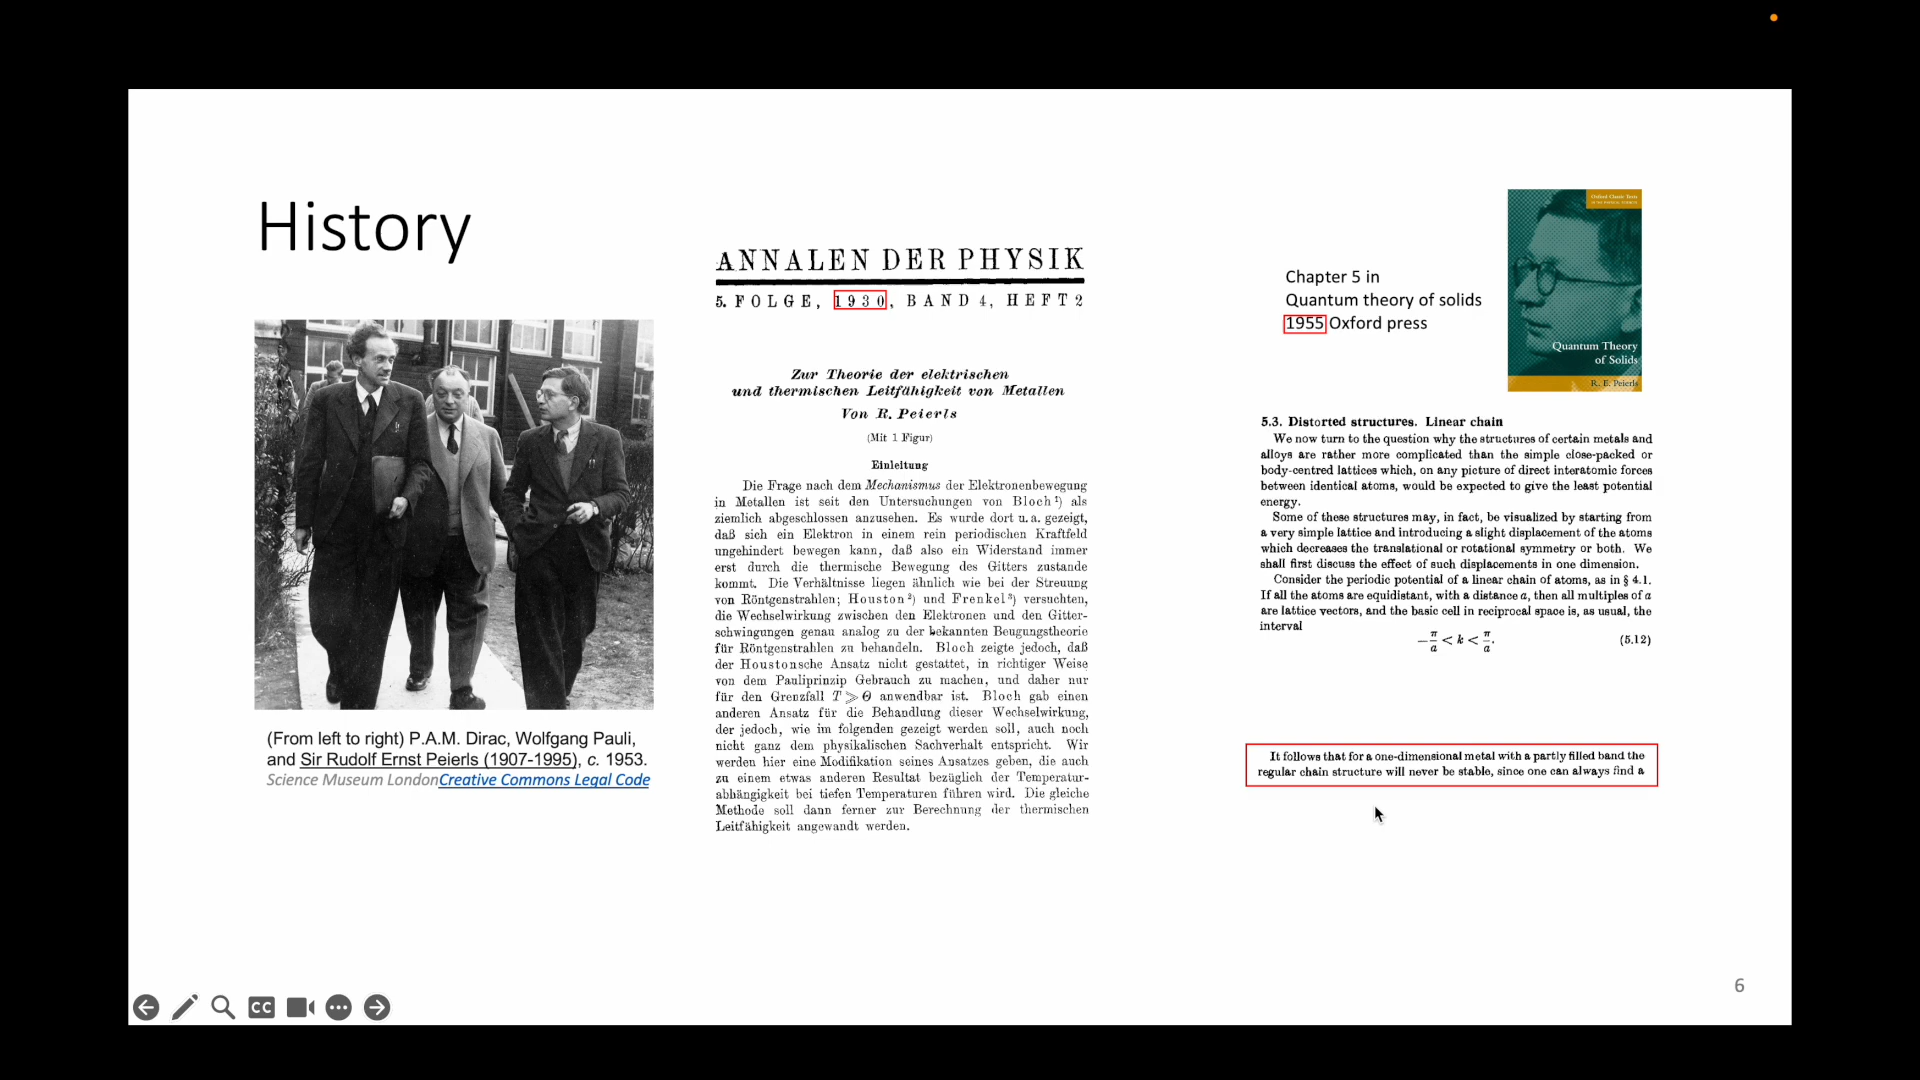 History
(From left to right) P.A.M. Dirac, Wolfgang Pauli,
and Sir Rudolf Ernst Peierls (1907-1995), c. 1953.
Science Museum LondonCreative Commons Legal Code
ANNALEN DER PHYSIK
5. FOLGE, 1930, BAND 4, HEFT 2
Zur Theorie der elektrischen
und thermischen Leitfähigkeit von Metallen
Von R. Peierls
(Mit 1 Figur)
Einleitung
Die Frage nach dem Mechanismus der Elektronenbewegung
in Metallen ist seit den Untersuchungen von Bloch¹) als
ziemlich abgeschlossen anzusehen. Es wurde dort u. a. gezeigt,
daß sich ein Elektron in einem rein periodischen Kraftfeld
ungehindert bewegen kann, daß also ein Widerstand immer
erst durch die thermische Bewegung des Gitters zustande
kommt. Die Verhältnisse liegen ähnlich wie bei der Streuung
von Röntgenstrahlen; Houston²) und Frenkel³) versuchten,
die Wechselwirkung zwischen den Elektronen und den Gitter-
schwingungen genau analog zu der bekannten Beugungstheorie
für Röntgenstrahlen zu behandeln. Bloch zeigte jedoch, daß
der Houstonsche Ansatz nicht gestattet, in richtiger Weise
von dem Pauliprinzip Gebrauch zu machen, und daher nur
für den Grenzfall T ≫ Θ anwendbar ist. Bloch gab einen
anderen Ansatz für die Behandlung dieser Wechselwirkung,
der jedoch, wie im folgenden gezeigt werden soll, auch noch
nicht ganz dem physikalischen Sachverhalt entspricht. Wir
werden hier eine Modifikation seines Ansatzes geben, die auch
zu einem etwas anderen Resultat bezüglich der Temperatur-
abhängigkeit bei tiefen Temperaturen führen wird. Die gleiche
Methode soll dann ferner zur Berechnung der thermischen
Leitfähigkeit angewandt werden.
Chapter 5 in
Quantum theory of solids
1955 Oxford press
Oxford Classic Texts
IN THE PHYSICAL SCIENCES
Quantum Theory
of Solids
R. E. Peierls
5.3. Distorted structures. Linear chain
We now turn to the question why the structures of certain metals and
alloys are rather more complicated than the simple close-packed or
body-centred lattices which, on any picture of direct interatomic forces
between identical atoms, would be expected to give the least potential
energy.
Some of these structures may, in fact, be visualized by starting from
a very simple lattice and introducing a slight displacement of the atoms
which decreases the translational or rotational symmetry or both. We
shall first discuss the effect of such displacements in one dimension.
Consider the periodic potential of a linear chain of atoms, as in § 4.1.
If all the atoms are equidistant, with a distance a, then all multiples of a
are lattice vectors, and the basic cell in reciprocal space is, as usual, the
interval
−π/a < k < π/a. (5.12)
It follows that for a one-dimensional metal with a partly filled band the
regular chain structure will never be stable, since one can always find a
CC
6